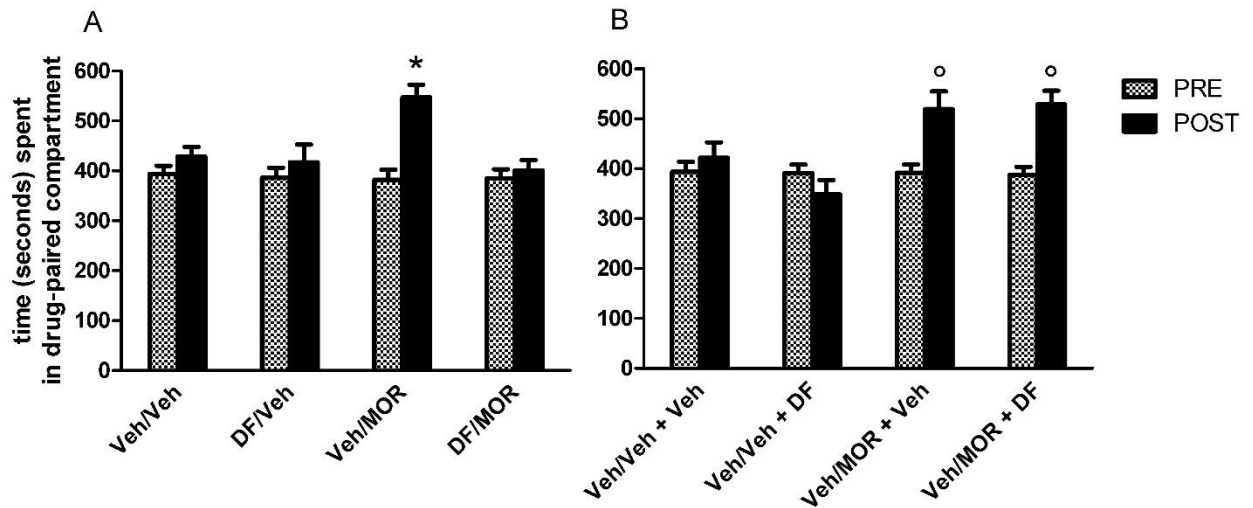 A
B
time (seconds) spent
in drug-paired compartment
600
500
400
300
200
100
0
*
Veh/Veh
DF/Veh
Veh/MOR
DF/MOR
600
500
400
300
200
100
0
Veh/Veh + Veh
Veh/Veh + DF
Veh/MOR + Veh
Veh/MOR + DF
PRE
POST